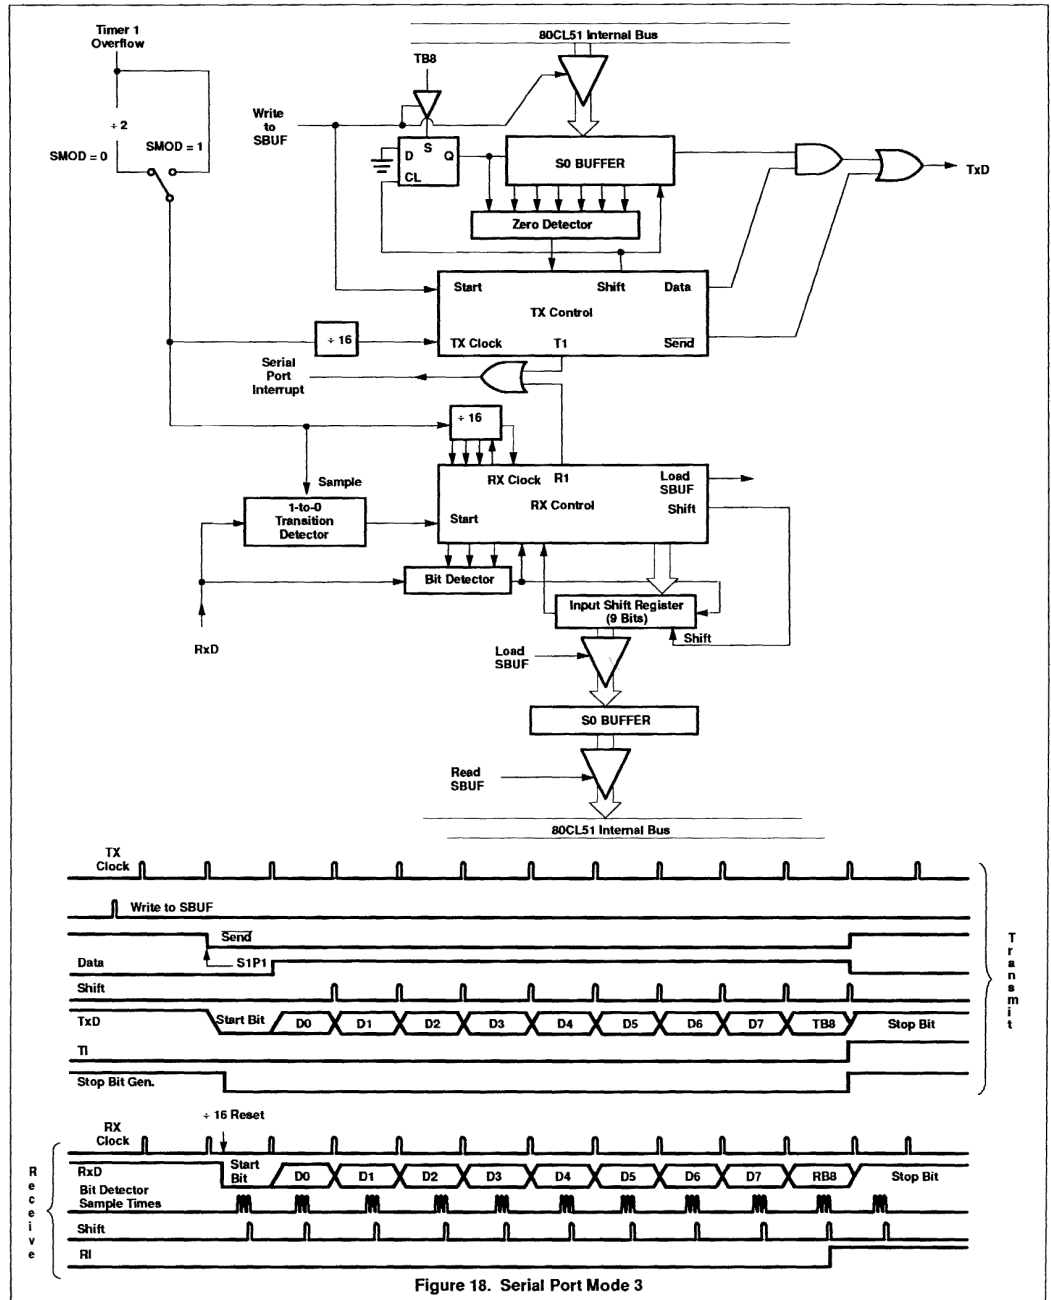 Timer 1
Overflow
80CL51 Internal Bus
TB8
÷ 2
Write
to
SBUF
SMOD = 0
SMOD = 1
S
D
Q
CL
S0 BUFFER
TxD
Zero Detector
Start
Shift
Data
TX Control
÷ 16
TX Clock
T1
Send
Serial
Port
Interrupt
÷ 16
Sample
RX Clock
R1
Load
SBUF
1-to-0
Transition
Detector
Start
RX Control
Shift
Bit Detector
Input Shift Register
(9 Bits)
Shift
RxD
Load
SBUF
S0 BUFFER
Read
SBUF
80CL51 Internal Bus
TX
Clock
Write to SBUF
Send
S1P1
Data
Shift
TxD
Start Bit
D0
D1
D2
D3
D4
D5
D6
D7
TB8
Stop Bit
TI
Stop Bit Gen.
Transmit
÷ 16 Reset
RX
Clock
RxD
Start
Bit
D0
D1
D2
D3
D4
D5
D6
D7
RB8
Stop Bit
Bit Detector
Sample Times
Shift
RI
Receive
Figure 18. Serial Port Mode 3